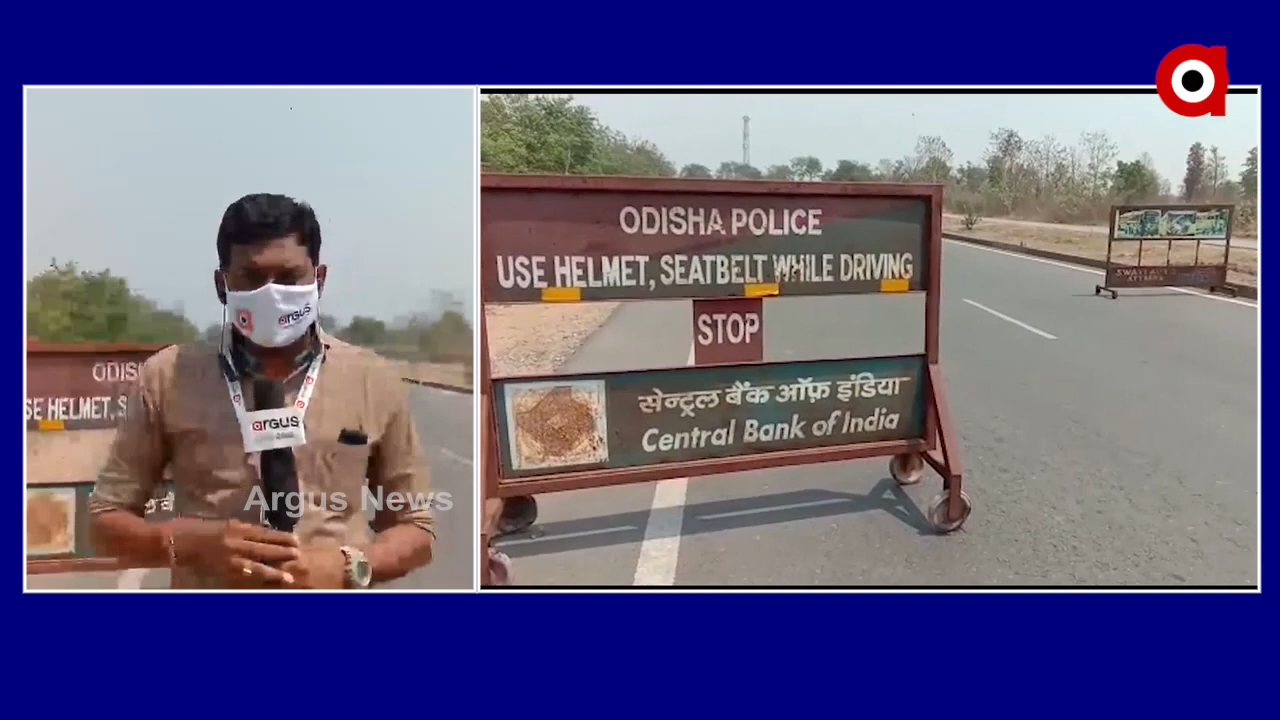 ODISHA POLICE
USE HELMET, SEATBELT WHILE DRIVING
STOP
सेन्ट्रल बैंक ऑफ़ इंडिया
Central Bank of India
ODIS
SE HELMET, S
arGUS
arGUS
Argus News